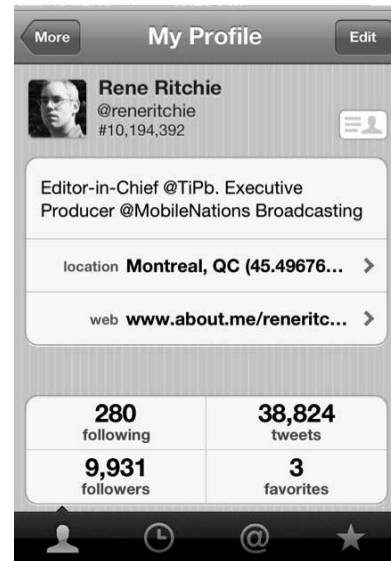 More
My Profile
Edit
Rene Ritchie
@reneritchie
#10,194,392
Editor-in-Chief @TiPb. Executive
Producer @MobileNations Broadcasting
location Montreal, QC (45.49676...
web www.about.me/reneritc...
280
following
38,824
tweets
9,931
followers
3
favorites
@